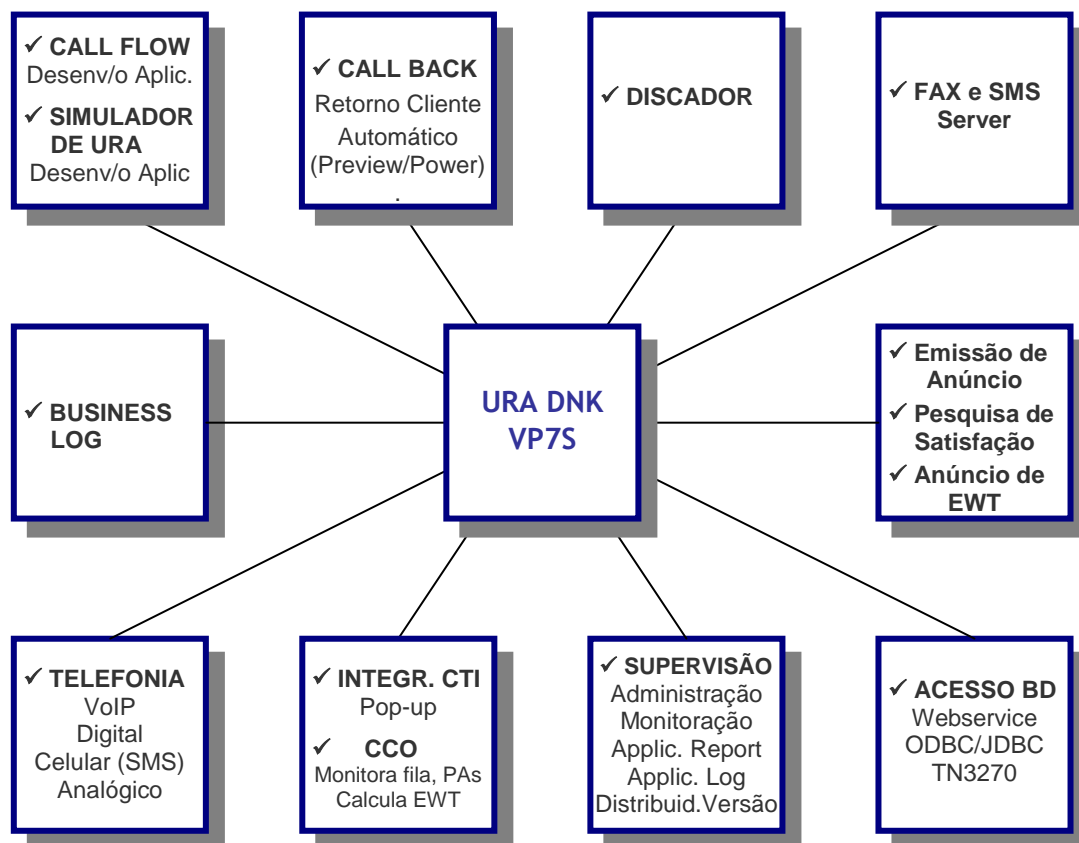 ✓ CALL FLOW
Desenv/o Aplic.
✓ SIMULADOR
DE URA
Desenv/o Aplic
✓ CALL BACK
Retorno Cliente
Automático
(Preview/Power)
.
✓ DISCADOR
✓ FAX e SMS
Server
✓ BUSINESS
LOG
URA DNK
VP7S
✓ Emissão de
Anúncio
✓ Pesquisa de
Satisfação
✓ Anúncio de
EWT
✓ TELEFONIA
VoIP
Digital
Celular (SMS)
Analógico
✓ INTEGR. CTI
Pop-up
✓ CCO
Monitora fila, PAs
Calcula EWT
✓ SUPERVISÃO
Administração
Monitoração
Applic. Report
Applic. Log
Distribuid.Versão
✓ ACESSO BD
Webservice
ODBC/JDBC
TN3270